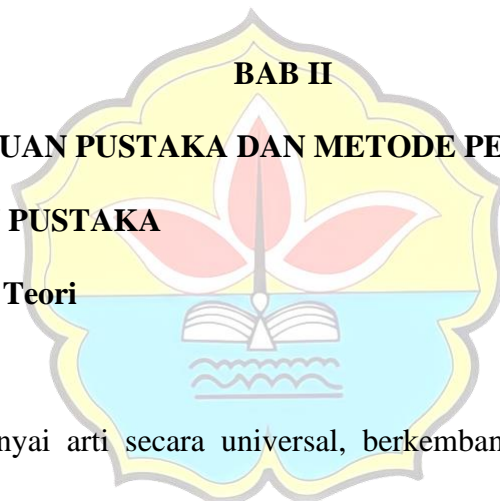 BAB II
UAN PUSTAKA DAN METODE PE
PUSTAKA
Teori
nyai arti secara universal, berkemban